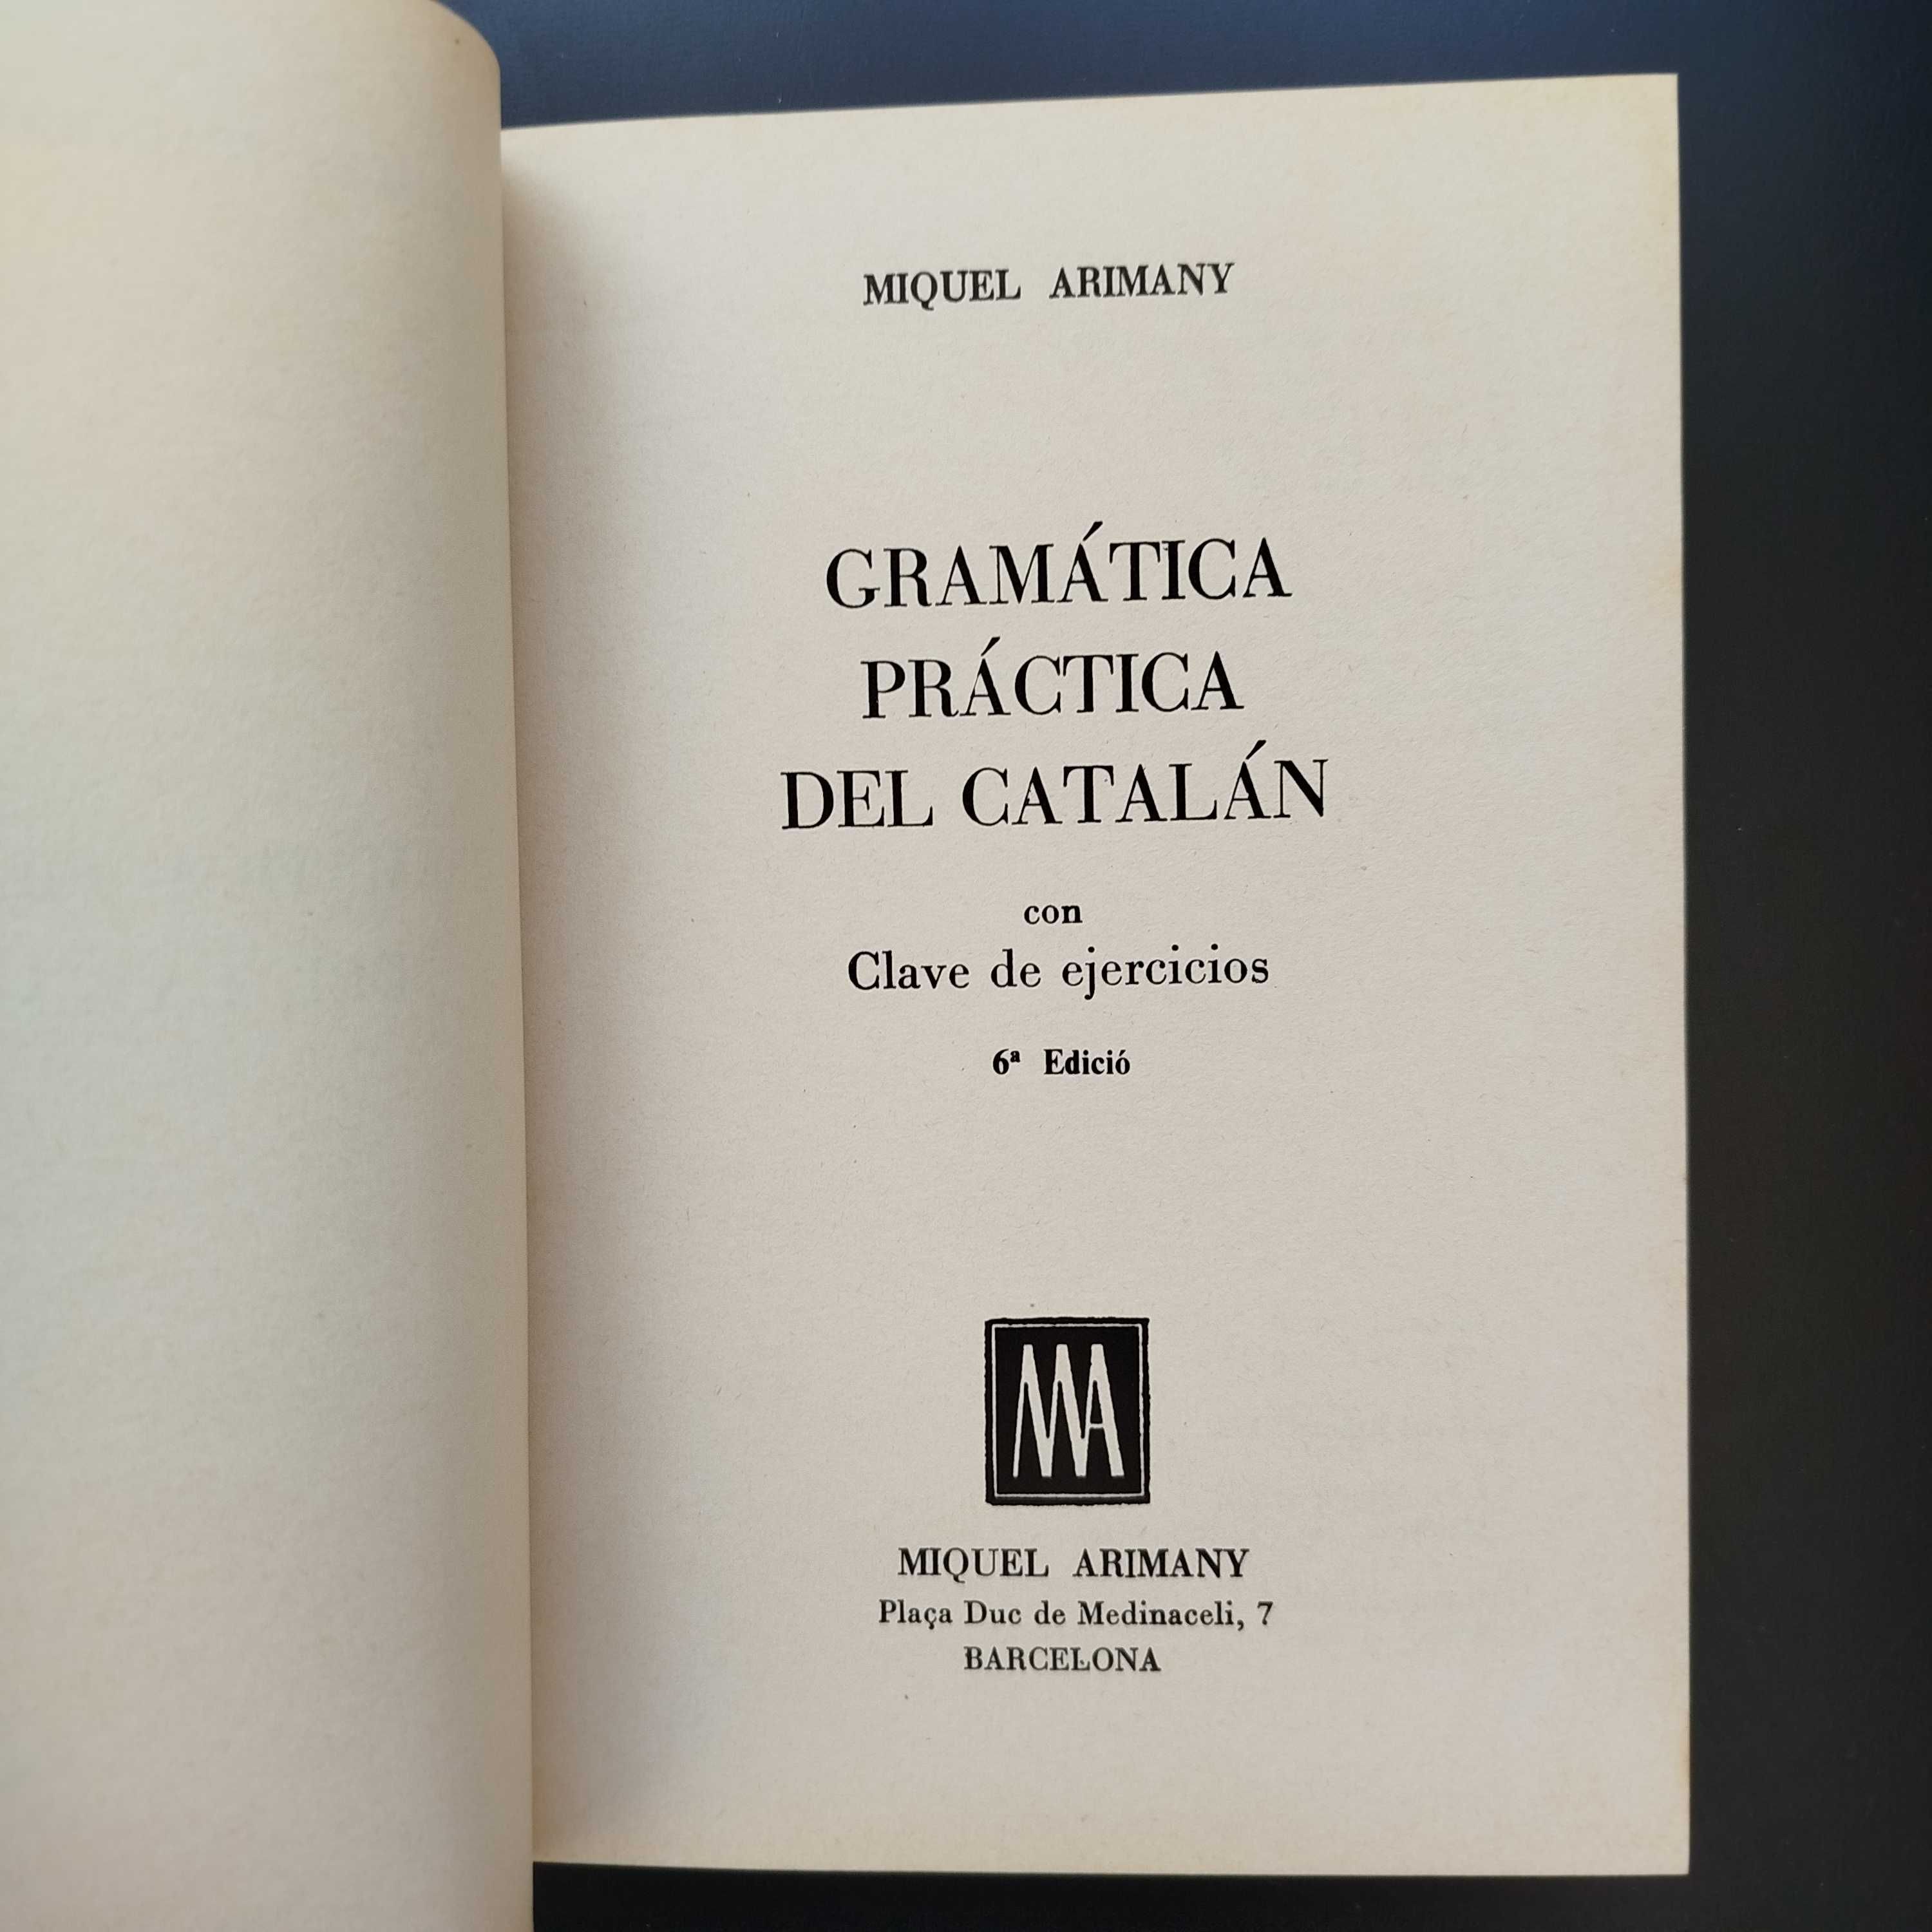 MIQUEL ARIMANY
GRAMÁTICA
PRÁCTICA
DEL CATALÁN
con
Clave de ejercicios
6ª Edició
MA
MIQUEL ARIMANY
Plaça Duc de Medinaceli, 7
BARCELONA